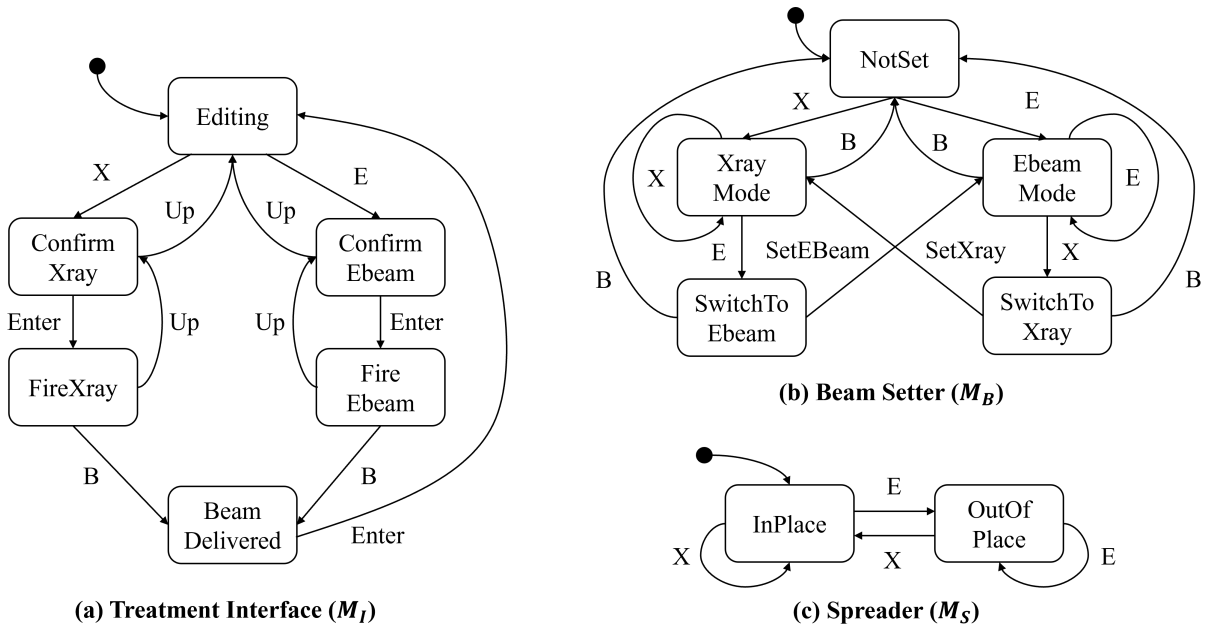 Editing
X
E
Up
Up
Confirm
Xray
Confirm
Ebeam
Enter
Up
Up
Enter
FireXray
Fire
Ebeam
B
B
Beam
Delivered
Enter
(a) Treatment Interface (M_I)
NotSet
X
E
B
B
X
Xray
Mode
Ebeam
Mode
E
E
SetEBeam
SetXray
X
B
SwitchTo
Ebeam
SwitchTo
Xray
B
(b) Beam Setter (M_B)
InPlace
E
OutOf
Place
X
X
E
(c) Spreader (M_S)